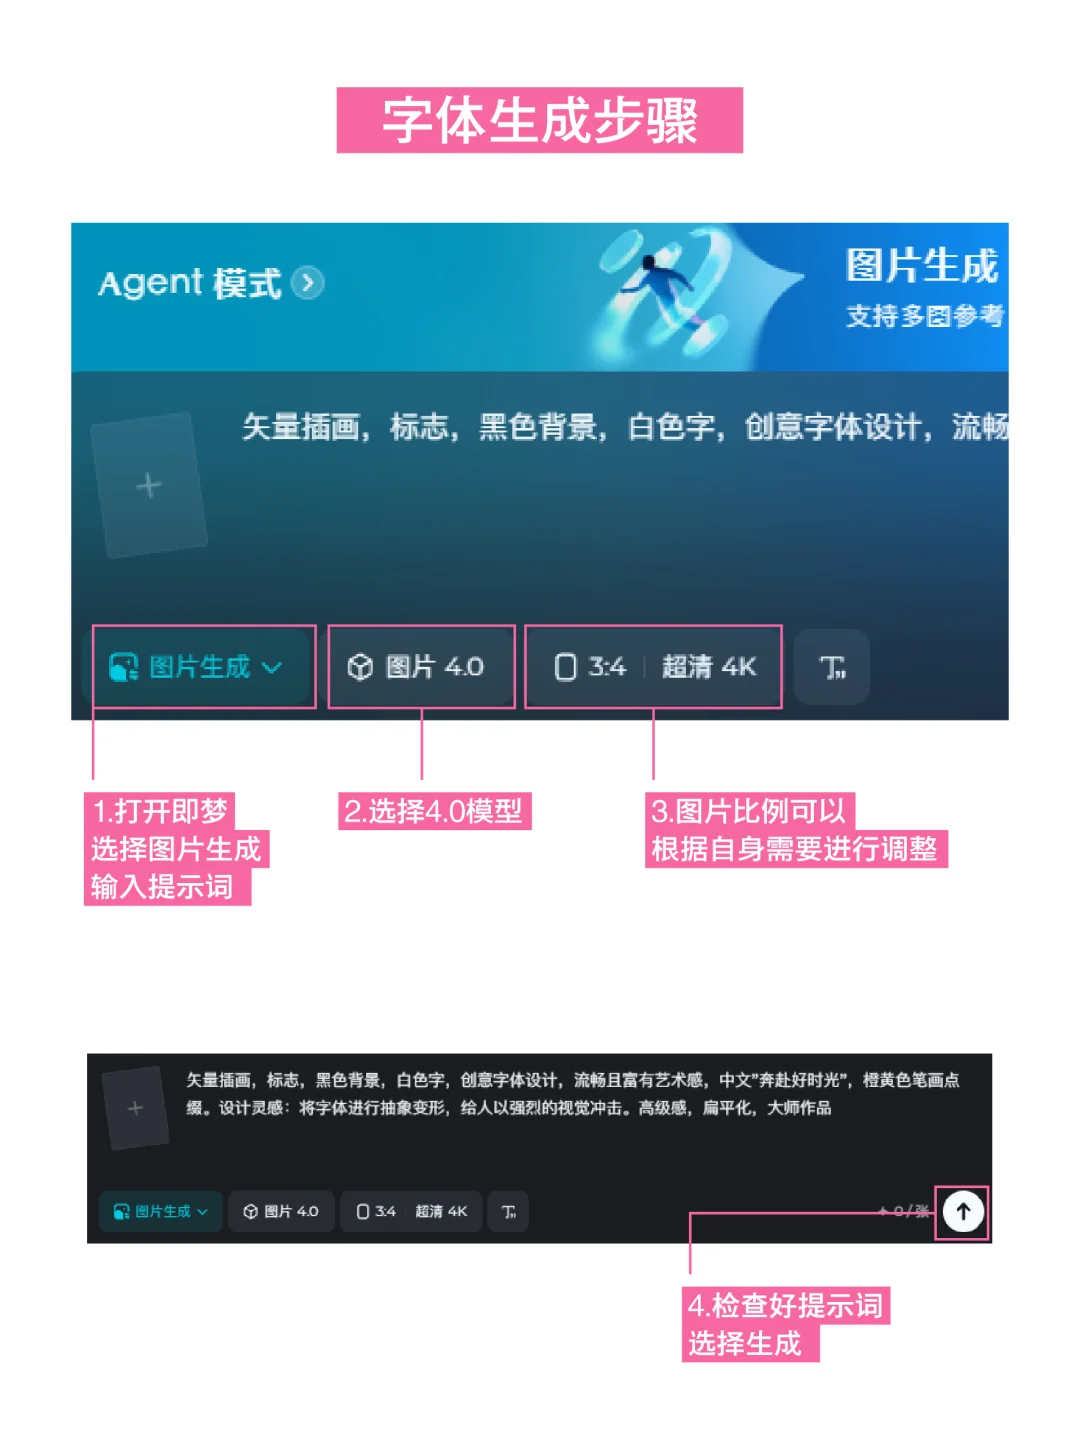 字体生成步骤
Agent 模式
图片生成
支持多图参考
矢量插画，标志，黑色背景，白色字，创意字体设计，流畅
图片生成
图片 4.0
3:4 | 超清 4K
1.打开即梦
选择图片生成
输入提示词
2.选择4.0模型
3.图片比例可以
根据自身需要进行调整
矢量插画，标志，黑色背景，白色字，创意字体设计，流畅且富有艺术感，中文"奔赴好时光"，橙黄色笔画点
缀。设计灵感：将字体进行抽象变形，给人以强烈的视觉冲击。高级感，扁平化，大师作品
图片生成
图片 4.0
3:4 超清 4K
0/张
4.检查好提示词
选择生成